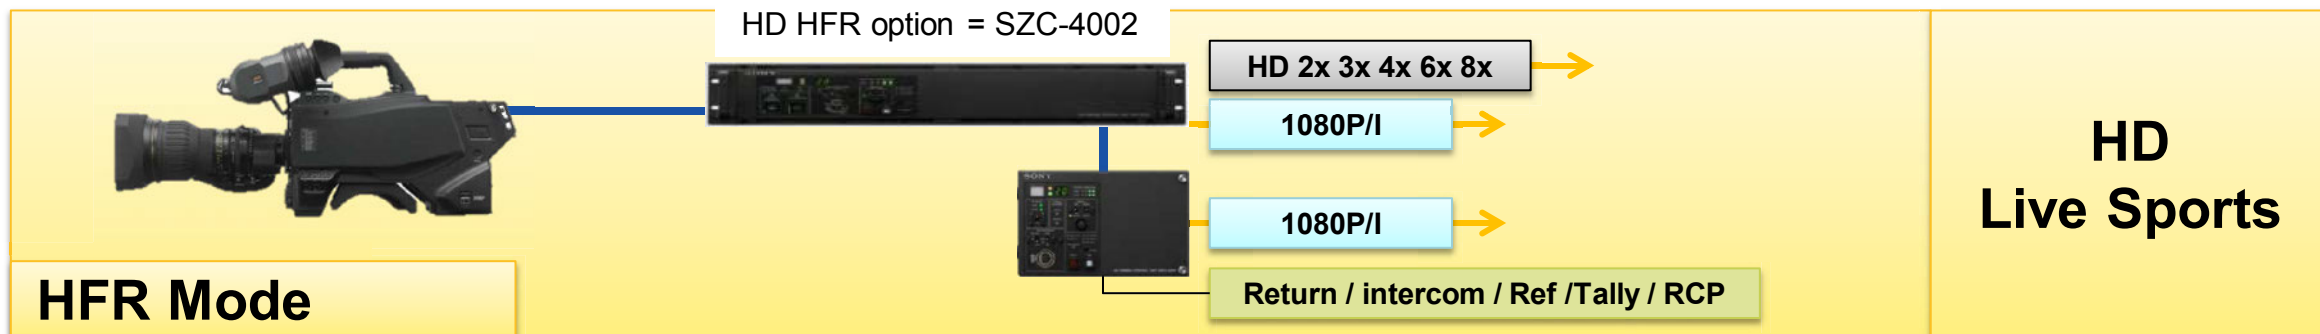 HD HFR option = SZC-4002
HD 2x 3x 4x 6x 8x
1080P/I
SONY
1080P/I
HD
Live Sports
Return / intercom / Ref /Tally / RCP
HFR Mode